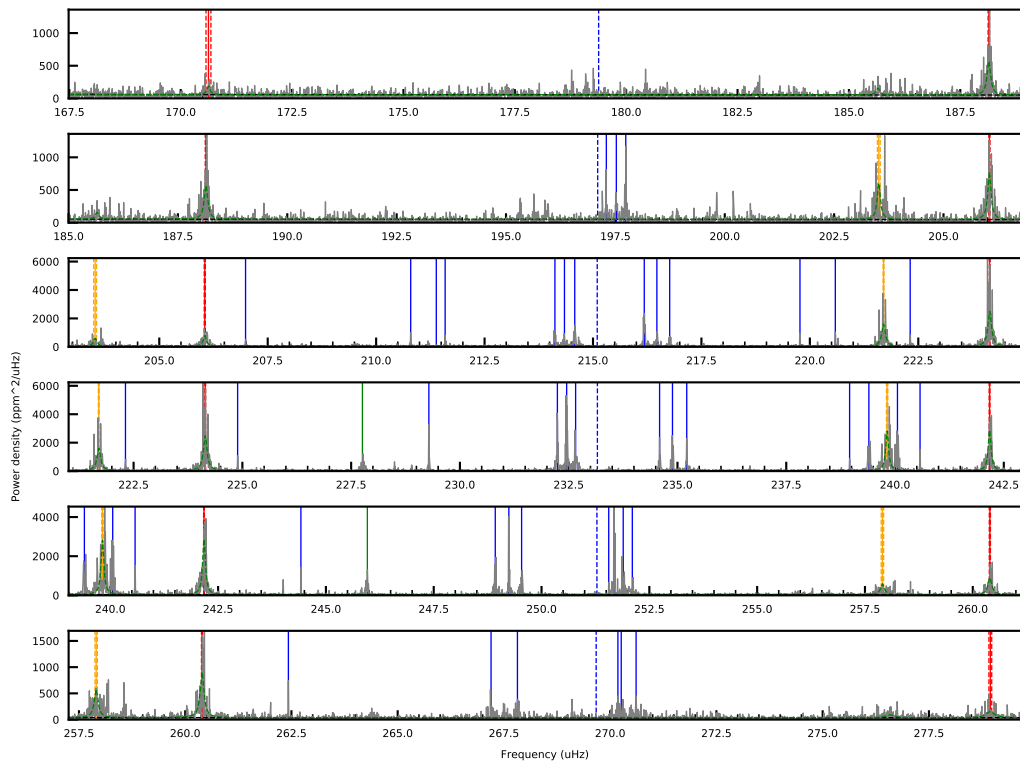 1000
500
0
167.5 170.0 172.5 175.0 177.5 180.0 182.5 185.0 187.5
1000
500
0
185.0 187.5 190.0 192.5 195.0 197.5 200.0 202.5 205.0
6000
4000
2000
0
205.0 207.5 210.0 212.5 215.0 217.5 220.0 222.5
Power density (ppm^2/uHz)
6000
4000
2000
0
222.5 225.0 227.5 230.0 232.5 235.0 237.5 240.0 242.5
4000
2000
0
240.0 242.5 245.0 247.5 250.0 252.5 255.0 257.5 260.0
1500
1000
500
0
257.5 260.0 262.5 265.0 267.5 270.0 272.5 275.0 277.5
Frequency (uHz)